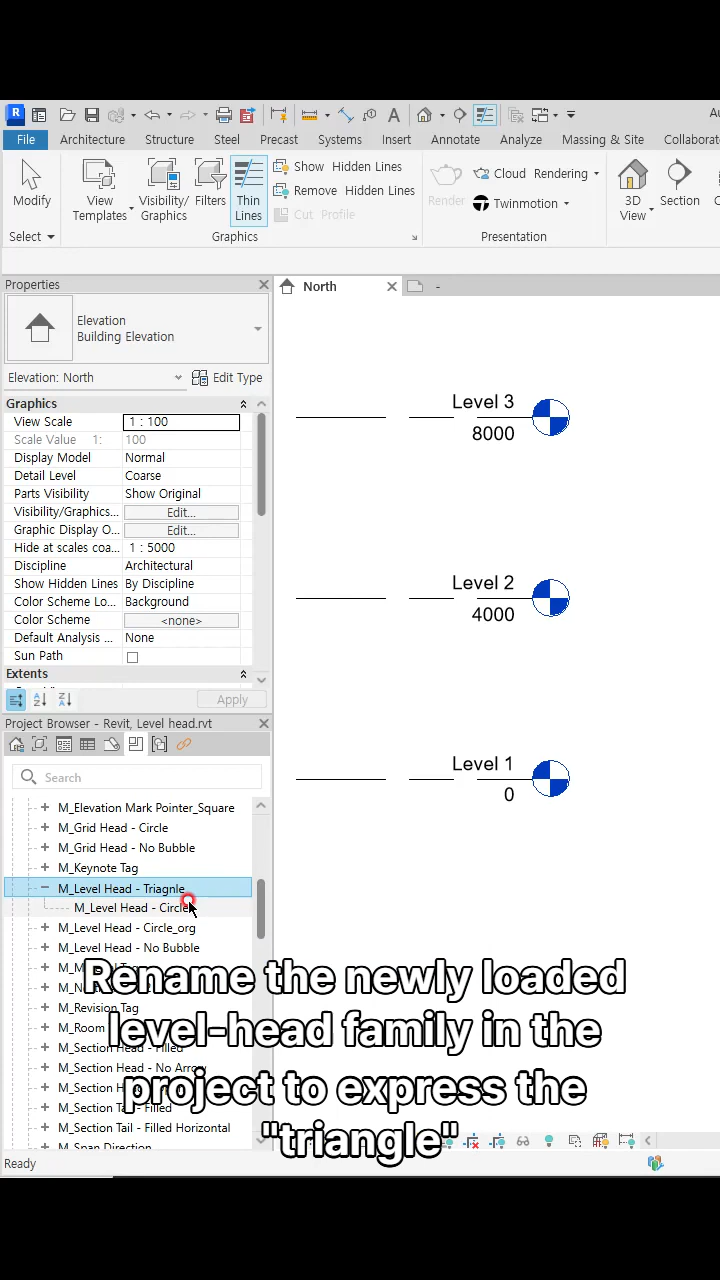 R
A
Au
File
Architecture
Structure
Steel
Precast
Systems
Insert
Annotate
Analyze
Massing & Site
Collabora
Modify
View
Templates
Visibility/
Graphics
Filters
Thin
Lines
Show Hidden Lines
Remove Hidden Lines
Cut Profile
Render
Cloud Rendering
Twinmotion
3D
View
Section
Select
Graphics
Presentation
Properties
Elevation
Building Elevation
Elevation: North
Edit Type
Graphics
View Scale 1 : 100
Scale Value 1: 100
Display Model Normal
Detail Level Coarse
Parts Visibility Show Original
Visibility/Graphics... Edit...
Graphic Display O... Edit...
Hide at scales coa... 1 : 5000
Discipline Architectural
Show Hidden Lines By Discipline
Color Scheme Lo... Background
Color Scheme <none>
Default Analysis ... None
Sun Path
Extents
Apply
North
-
Level 3
8000
Level 2
4000
Level 1
0
Project Browser - Revit, Level head.rvt
Search
M_Elevation Mark Pointer_Square
M_Grid Head - Circle
M_Grid Head - No Bubble
M_Keynote Tag
M_Level Head - Triagnle
M_Level Head - Circle
M_Level Head - Circle_org
M_Level Head - No Bubble
M_Revision Tag
M_Room
M_Section Head - Filled
M_Section Head - No Arrow
M_Section
M_Section Tail - Filled
M_Section Tail - Filled Horizontal
M_Span Direction
Rename the newly loaded
level-head family in the
project to express the
"triangle"
Ready